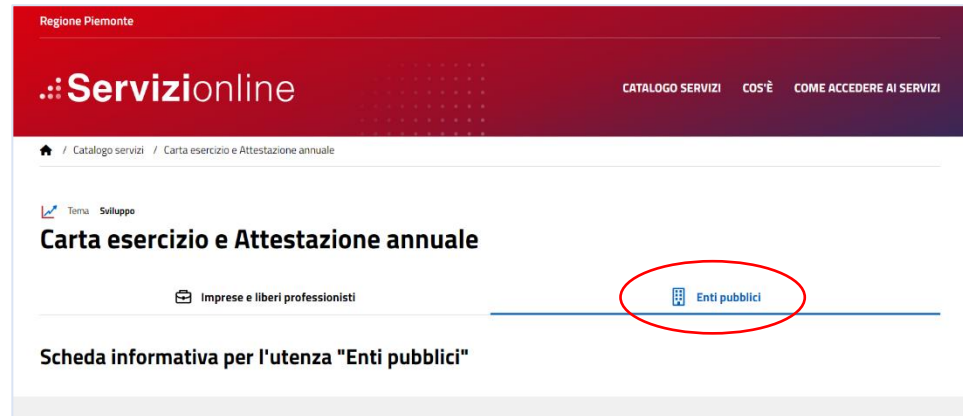 Regione Piemonte
Servizionline
CATALOGO SERVIZI COS'È COME ACCEDERE AI SERVIZI
/ Catalogo servizi / Carta esercizio e Attestazione annuale
Tema Sviluppo
Carta esercizio e Attestazione annuale
Imprese e liberi professionisti Enti pubblici
Scheda informativa per l'utenza "Enti pubblici"